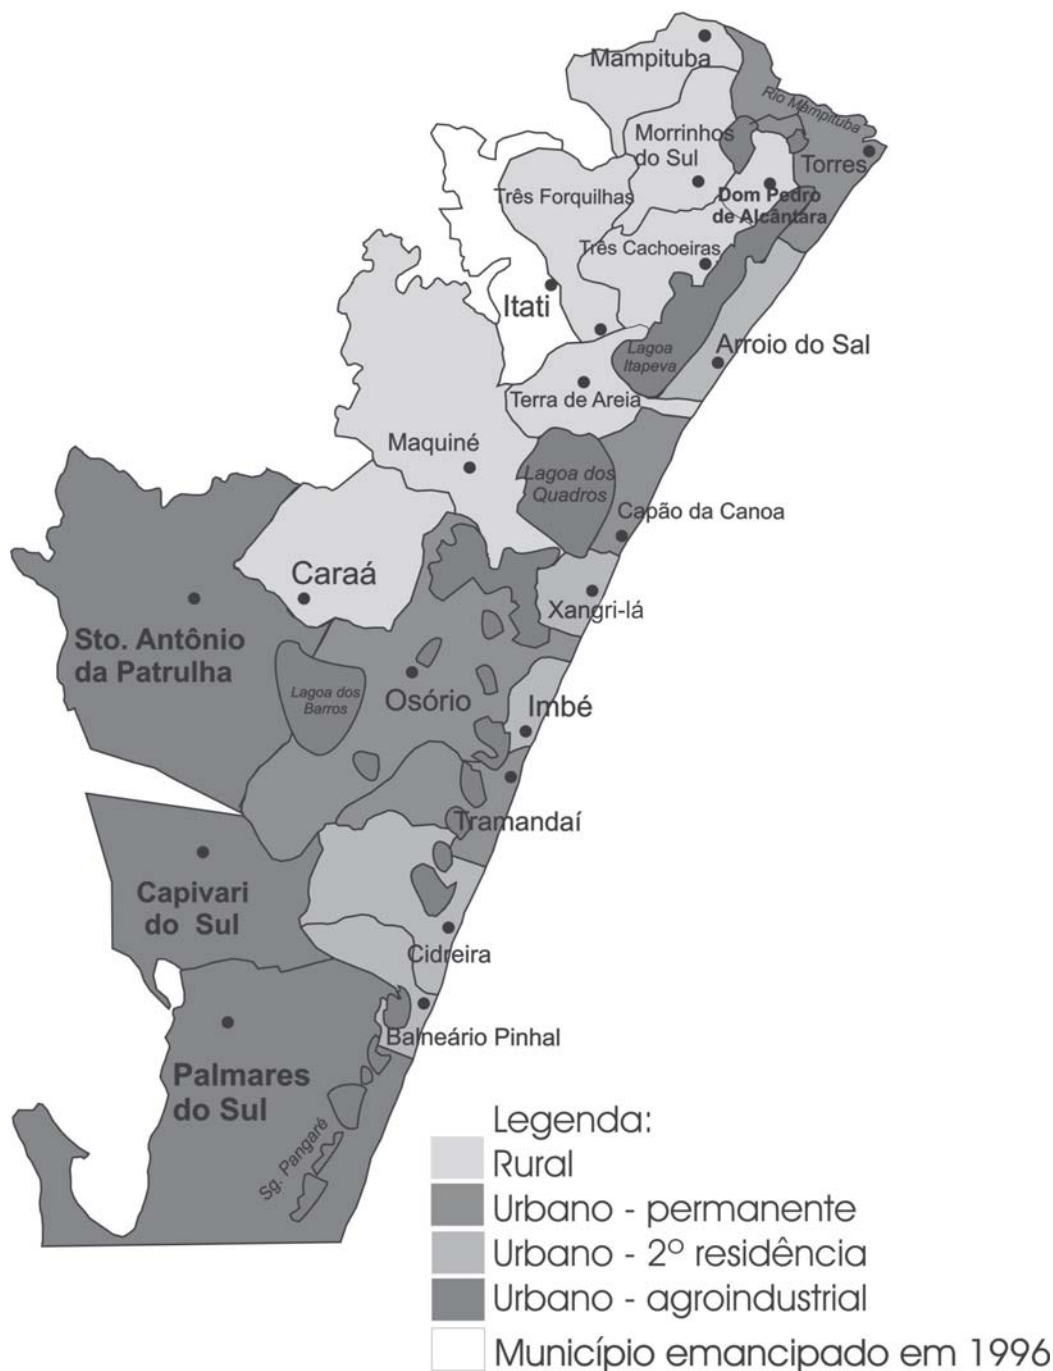 Mampituba
Rio Mampituba
Morrinhos
do Sul
Torres
Três Forquilhas
Dom Pedro
de Alcântara
Três Cachoeiras
Itati
Lagoa
Itapeva
Arroio do Sal
Terra de Areia
Maquiné
Lagoa dos
Quadros
Capão da Canoa
Caraá
Xangri-lá
Sto. Antônio
da Patrulha
Lagoa dos
Barros
Osório
Imbé
Tramandaí
Capivari
do Sul
Cidreira
Balneário Pinhal
Palmares
do Sul
Sg. Pangaré
Legenda:
Rural
Urbano - permanente
Urbano - 2º residência
Urbano - agroindustrial
Município emancipado em 1996